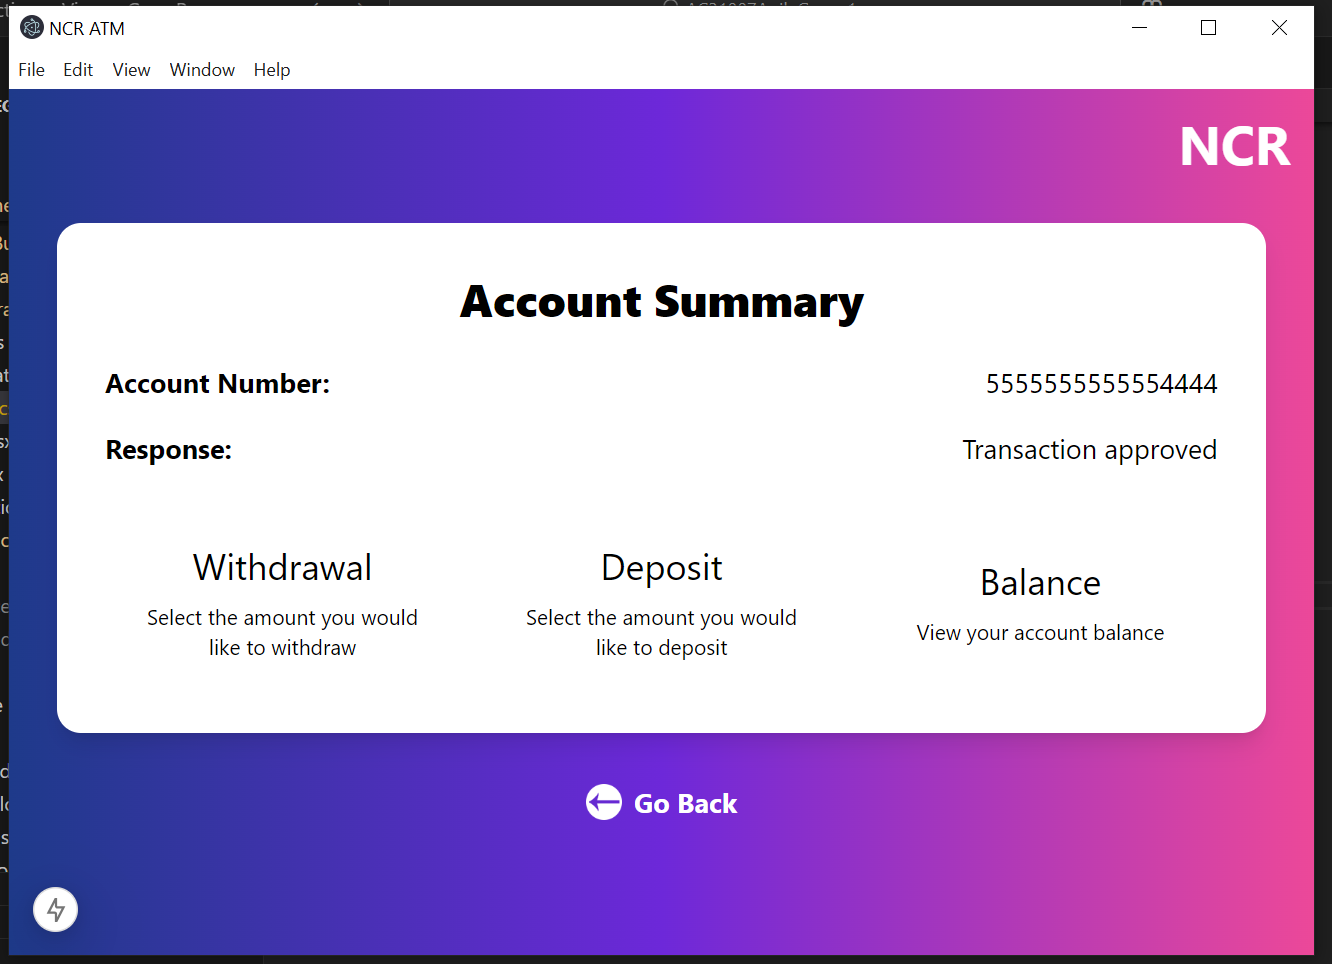 NCR ATM
File Edit View Window Help
NCR
Account Summary
Account Number: 5555555555554444
Response: Transaction approved
Withdrawal
Select the amount you would
like to withdraw
Deposit
Select the amount you would
like to deposit
Balance
View your account balance
Go Back